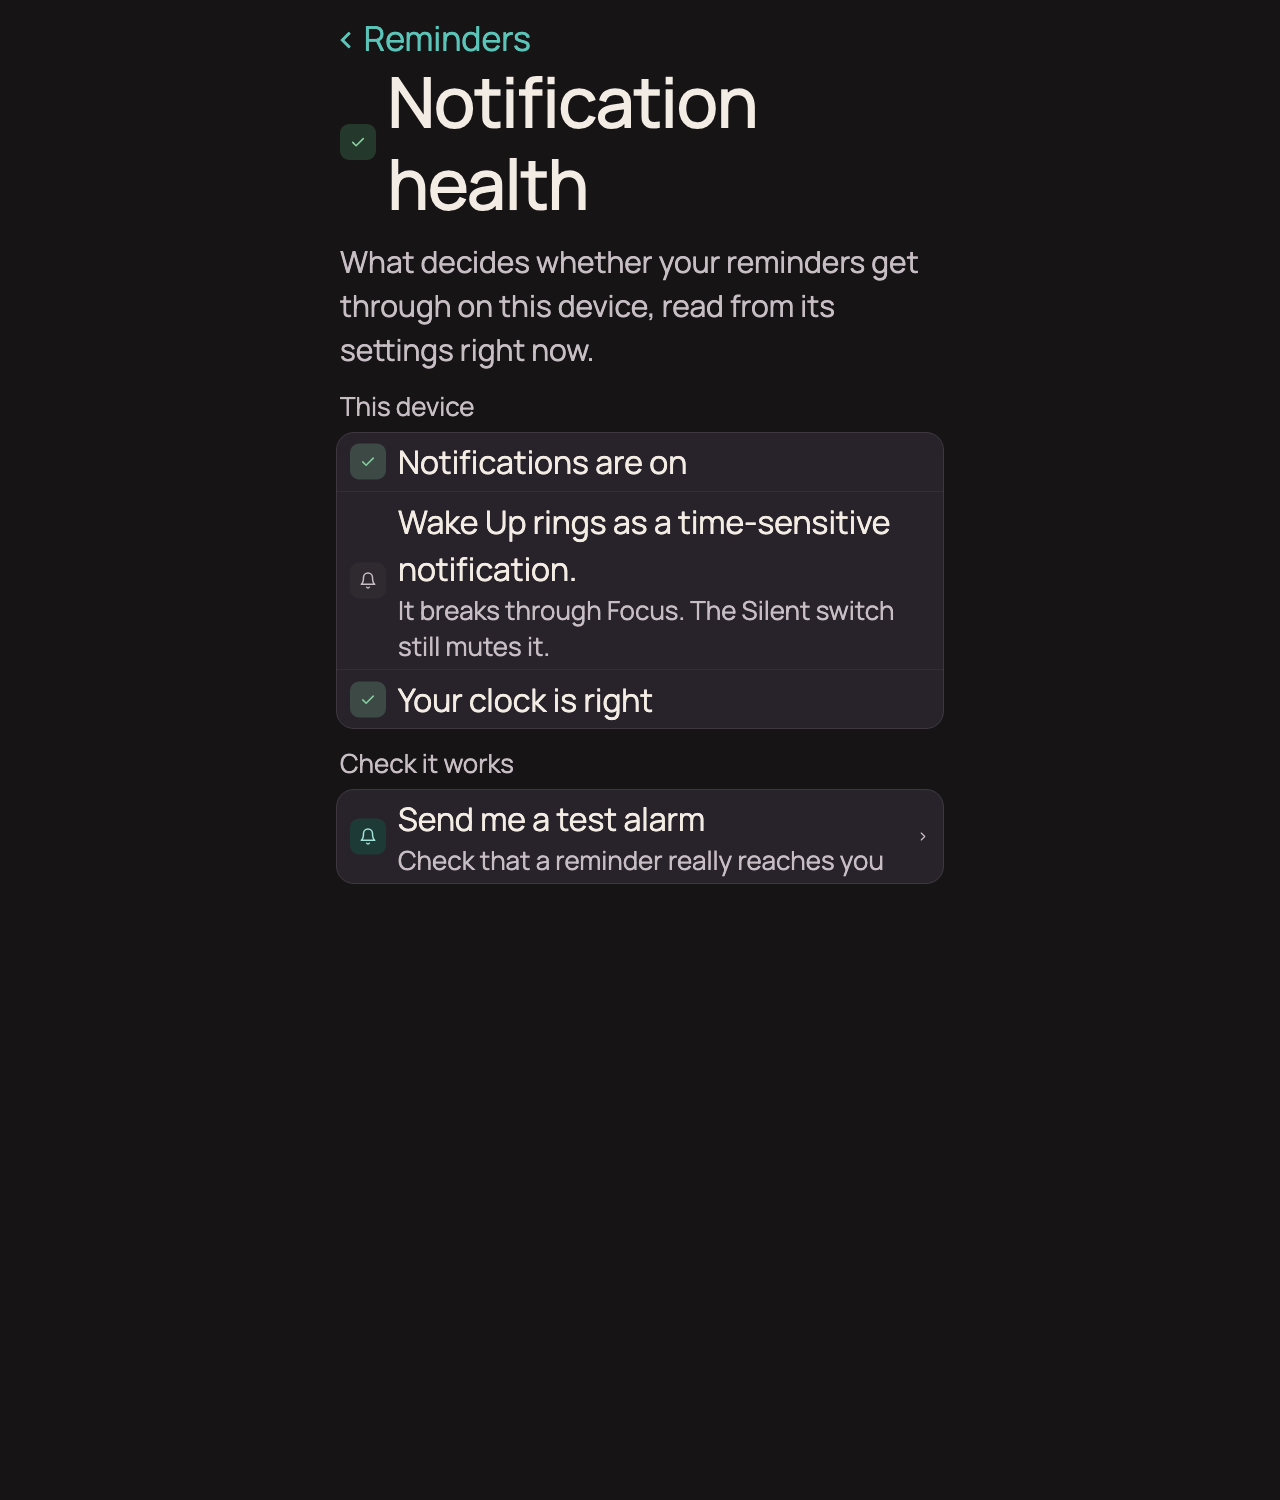 Reminders
Notification
health
What decides whether your reminders get
through on this device, read from its
settings right now.
This device
Notifications are on
Wake Up rings as a time-sensitive
notification.
It breaks through Focus. The Silent switch
still mutes it.
Your clock is right
Check it works
Send me a test alarm
Check that a reminder really reaches you